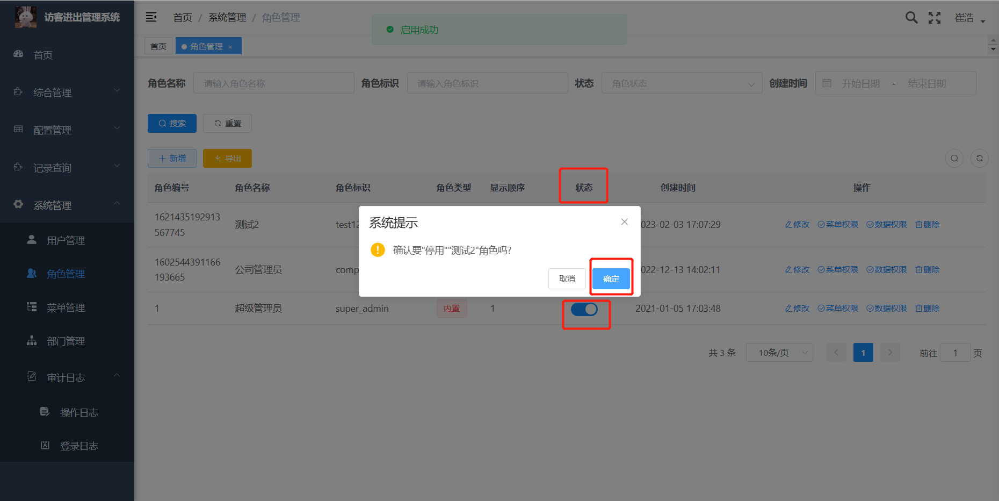 访客进出管理系统
首页 / 系统管理 / 角色管理
启用成功
崔浩
首页
角色管理 ×
首页
综合管理
配置管理
记录查询
系统管理
用户管理
角色管理
菜单管理
部门管理
审计日志
操作日志
登录日志
角色名称 请输入角色名称 角色标识 请输入角色标识 状态 角色状态 创建时间 开始日期 - 结束日期
搜索 重置
新增 导出
角色编号 角色名称 角色标识 角色类型 显示顺序 状态 创建时间 操作
1621435192913
567745
测试2 test12 023-02-03 17:07:29 修改 菜单权限 数据权限 删除
1602544391166
193665
公司管理员 comp 022-12-13 14:02:11 修改 菜单权限 数据权限 删除
1 超级管理员 super_admin 内置 1 2021-01-05 17:03:48 修改 菜单权限 数据权限 删除
系统提示
确认要"停用""测试2"角色吗?
取消 确定
共 3 条 10条/页 1 前往 1 页